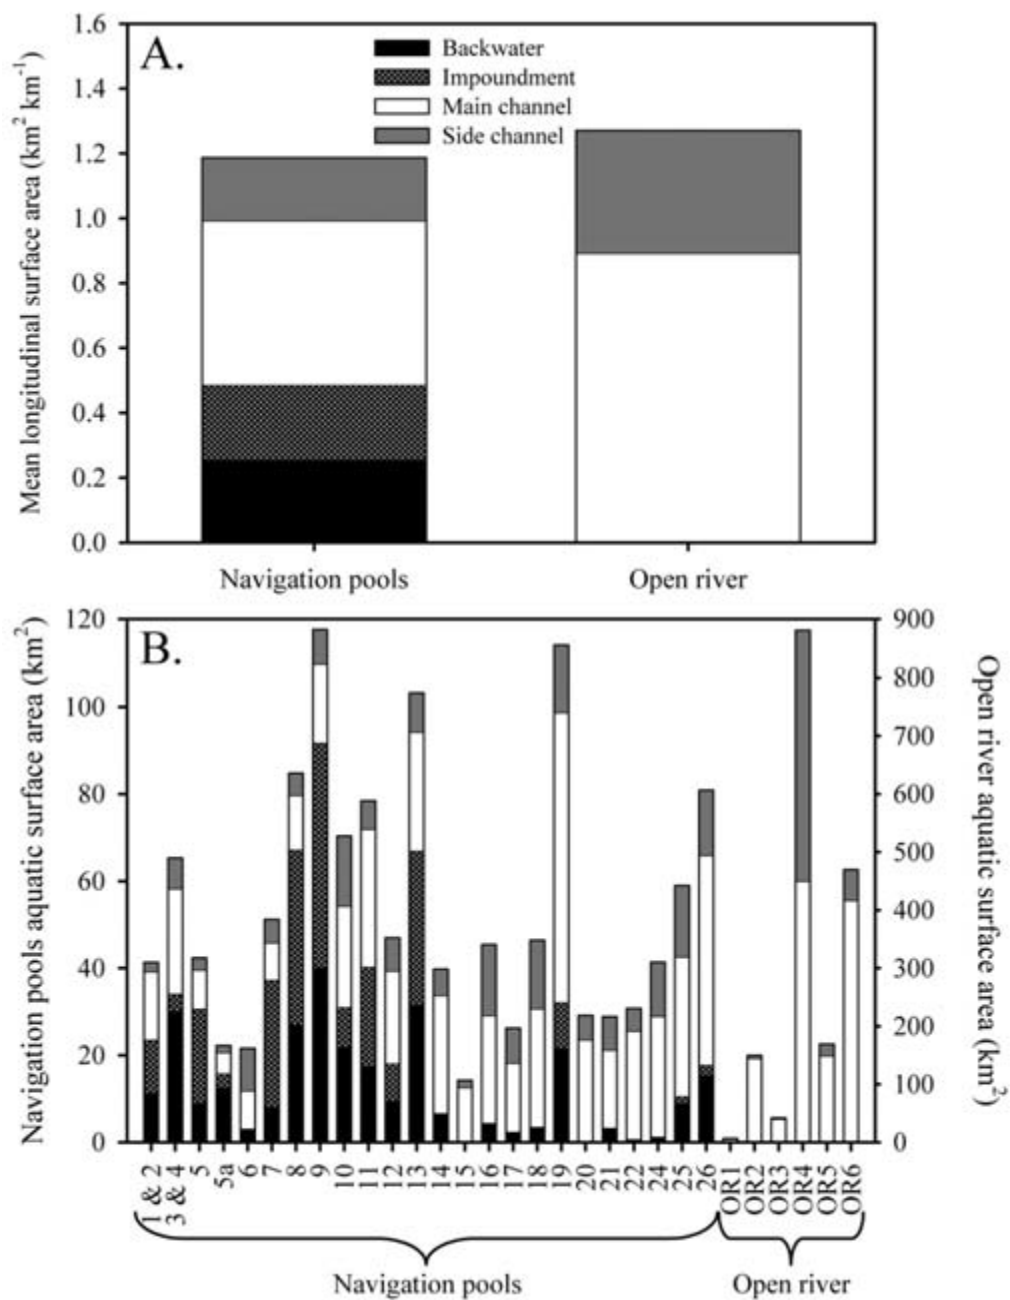 A.
Backwater
Impoundment
Main channel
Side channel
Mean longitudinal surface area (km² km⁻¹)
1.6
1.4
1.2
1.0
0.8
0.6
0.4
0.2
0.0
Navigation pools Open river
B.
Navigation pools aquatic surface area (km²)
120
100
80
60
40
20
0
Open river aquatic surface area (km²)
900
800
700
600
500
400
300
200
100
0
1 & 2
3 & 4
5
5a
6
7
8
9
10
11
12
13
14
15
16
17
18
19
20
21
22
24
25
26
OR1
OR2
OR3
OR4
OR5
OR6
Navigation pools Open river